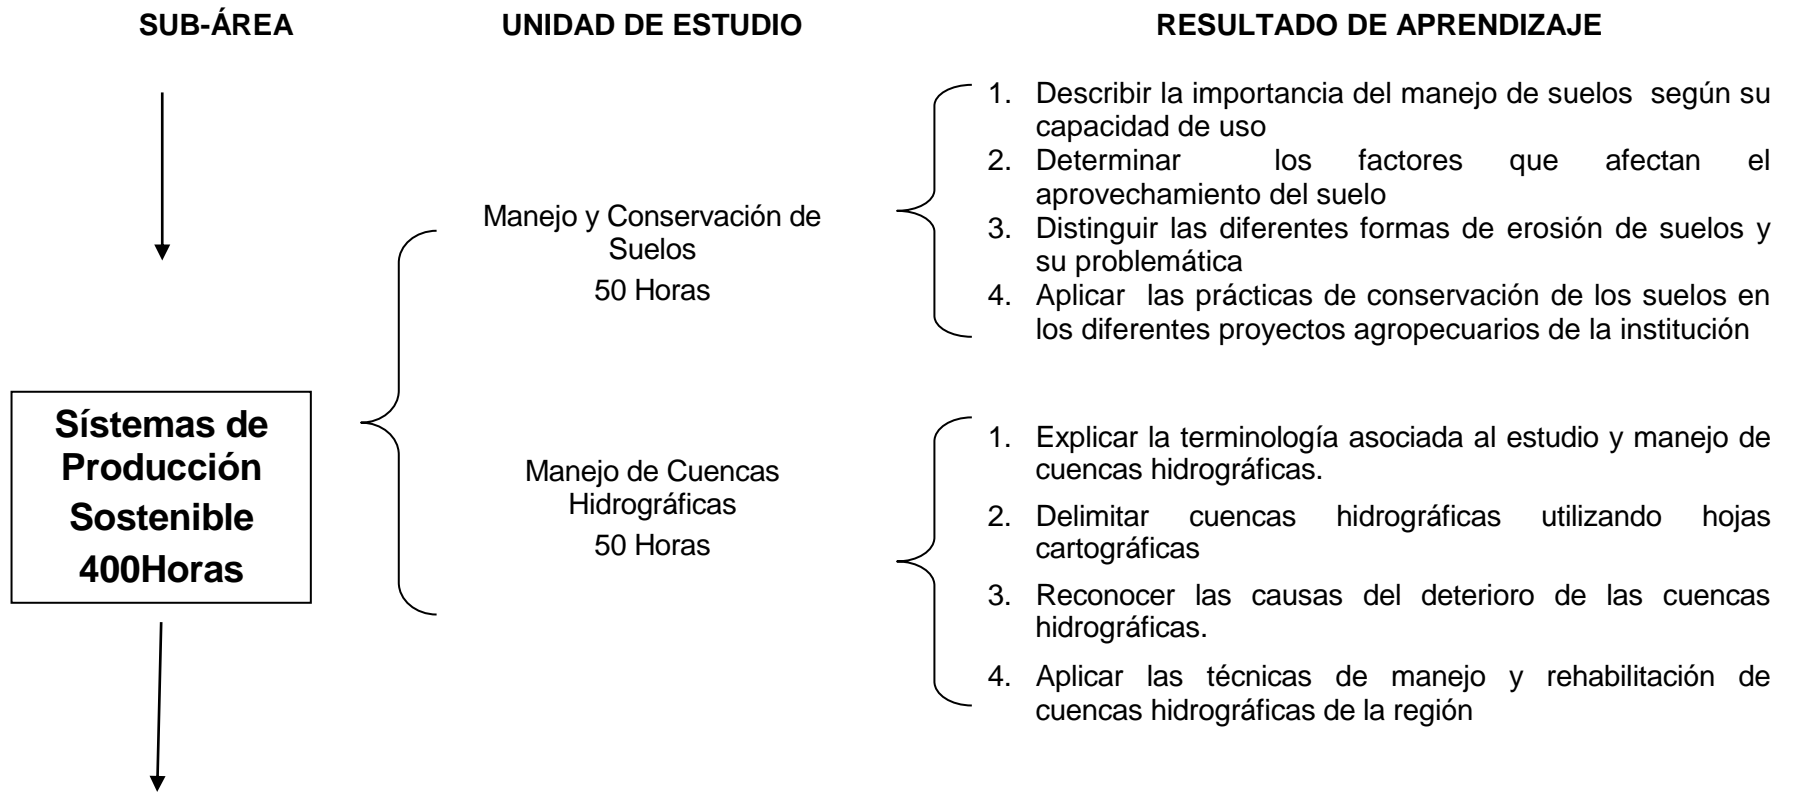 SUB-ÁREA
UNIDAD DE ESTUDIO
RESULTADO DE APRENDIZAJE
Sístemas de
Producción
Sostenible
400Horas
Manejo y Conservación de
Suelos
50 Horas
1. Describir la importancia del manejo de suelos según su
capacidad de uso
2. Determinar los factores que afectan el
aprovechamiento del suelo
3. Distinguir las diferentes formas de erosión de suelos y
su problemática
4. Aplicar las prácticas de conservación de los suelos en
los diferentes proyectos agropecuarios de la institución
Manejo de Cuencas
Hidrográficas
50 Horas
1. Explicar la terminología asociada al estudio y manejo de
cuencas hidrográficas.
2. Delimitar cuencas hidrográficas utilizando hojas
cartográficas
3. Reconocer las causas del deterioro de las cuencas
hidrográficas.
4. Aplicar las técnicas de manejo y rehabilitación de
cuencas hidrográficas de la región